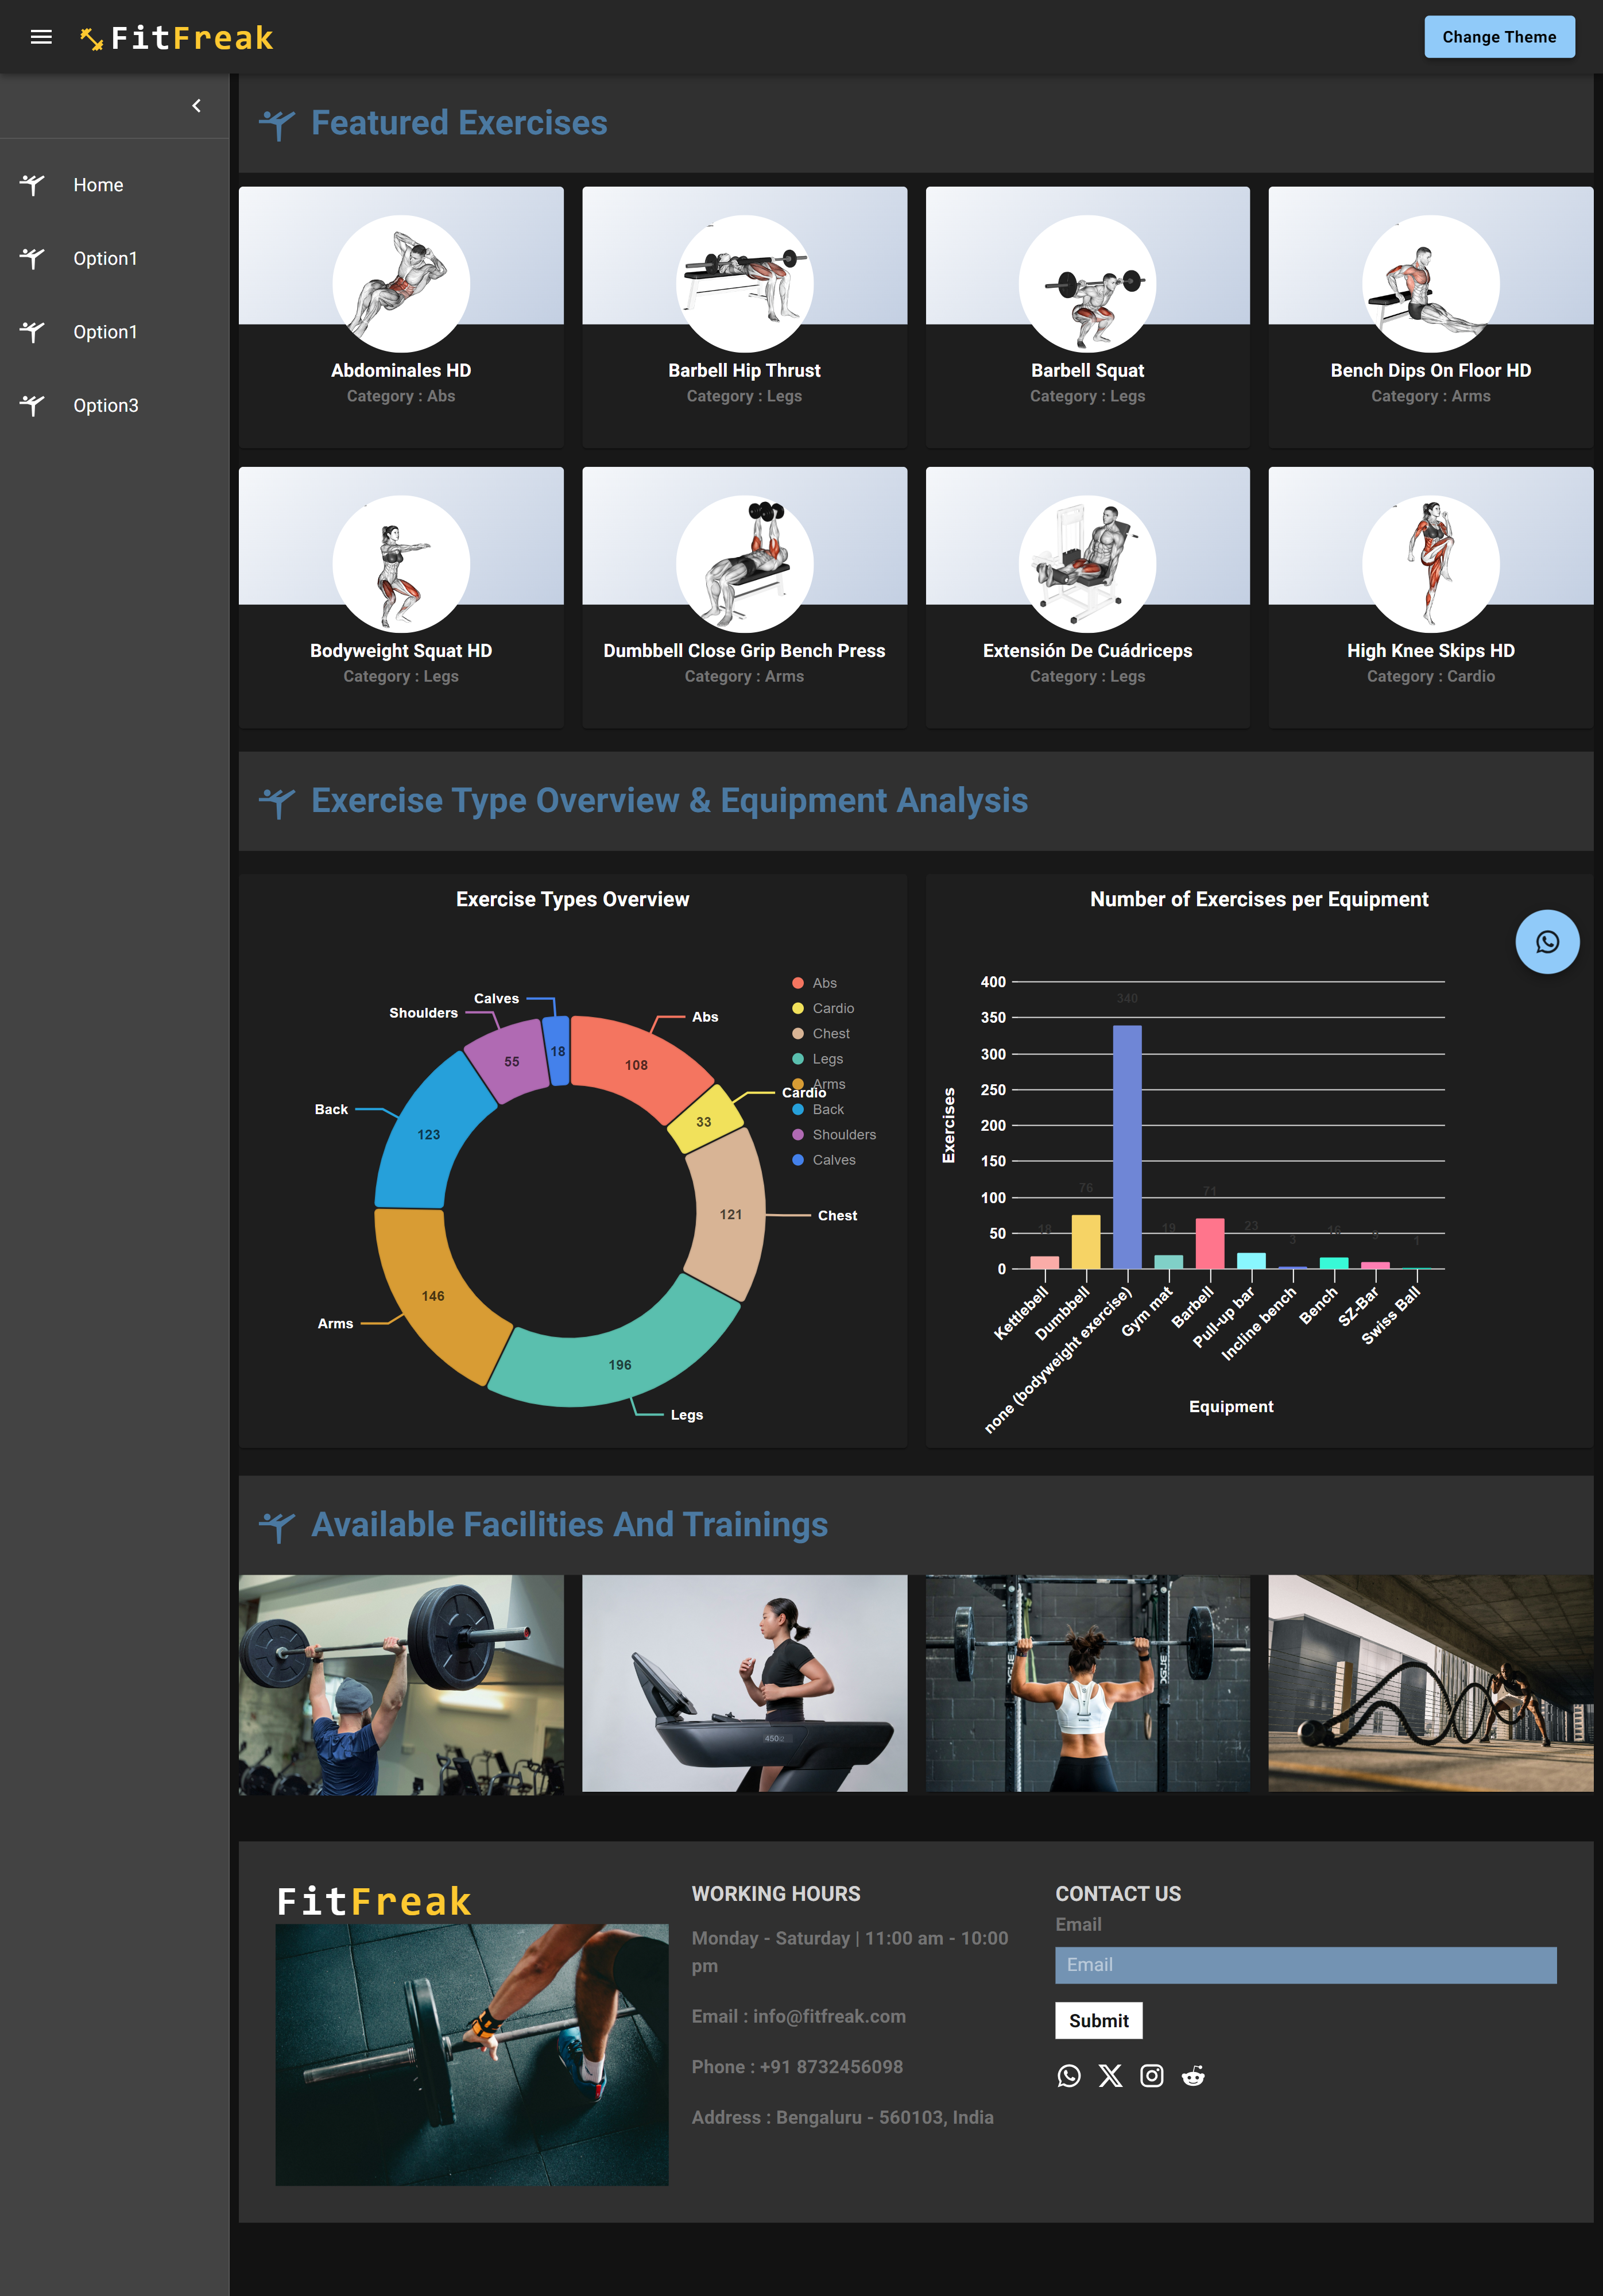 FitFreak
Change Theme
Home
Option1
Option1
Option3
Featured Exercises
Abdominales HD
Category : Abs
Barbell Hip Thrust
Category : Legs
Barbell Squat
Category : Legs
Bench Dips On Floor HD
Category : Arms
Bodyweight Squat HD
Category : Legs
Dumbbell Close Grip Bench Press
Category : Arms
Extensión De Cuádriceps
Category : Legs
High Knee Skips HD
Category : Cardio
Exercise Type Overview & Equipment Analysis
Exercise Types Overview
Calves
Shoulders
Abs
Back
Cardio
Chest
Arms
Legs
18
55
108
33
123
121
146
196
Abs
Cardio
Chest
Legs
Arms
Back
Shoulders
Calves
Number of Exercises per Equipment
Exercises
400
350
300
250
200
150
100
50
0
18
76
340
19
71
23
3
16
9
1
Kettlebell
Dumbbell
none (bodyweight exercise)
Gym mat
Barbell
Pull-up bar
Incline bench
Bench
SZ-Bar
Swiss Ball
Equipment
Available Facilities And Trainings
FitFreak
WORKING HOURS
Monday - Saturday | 11:00 am - 10:00
pm
Email : info@fitfreak.com
Phone : +91 8732456098
Address : Bengaluru - 560103, India
CONTACT US
Email
Email
Submit